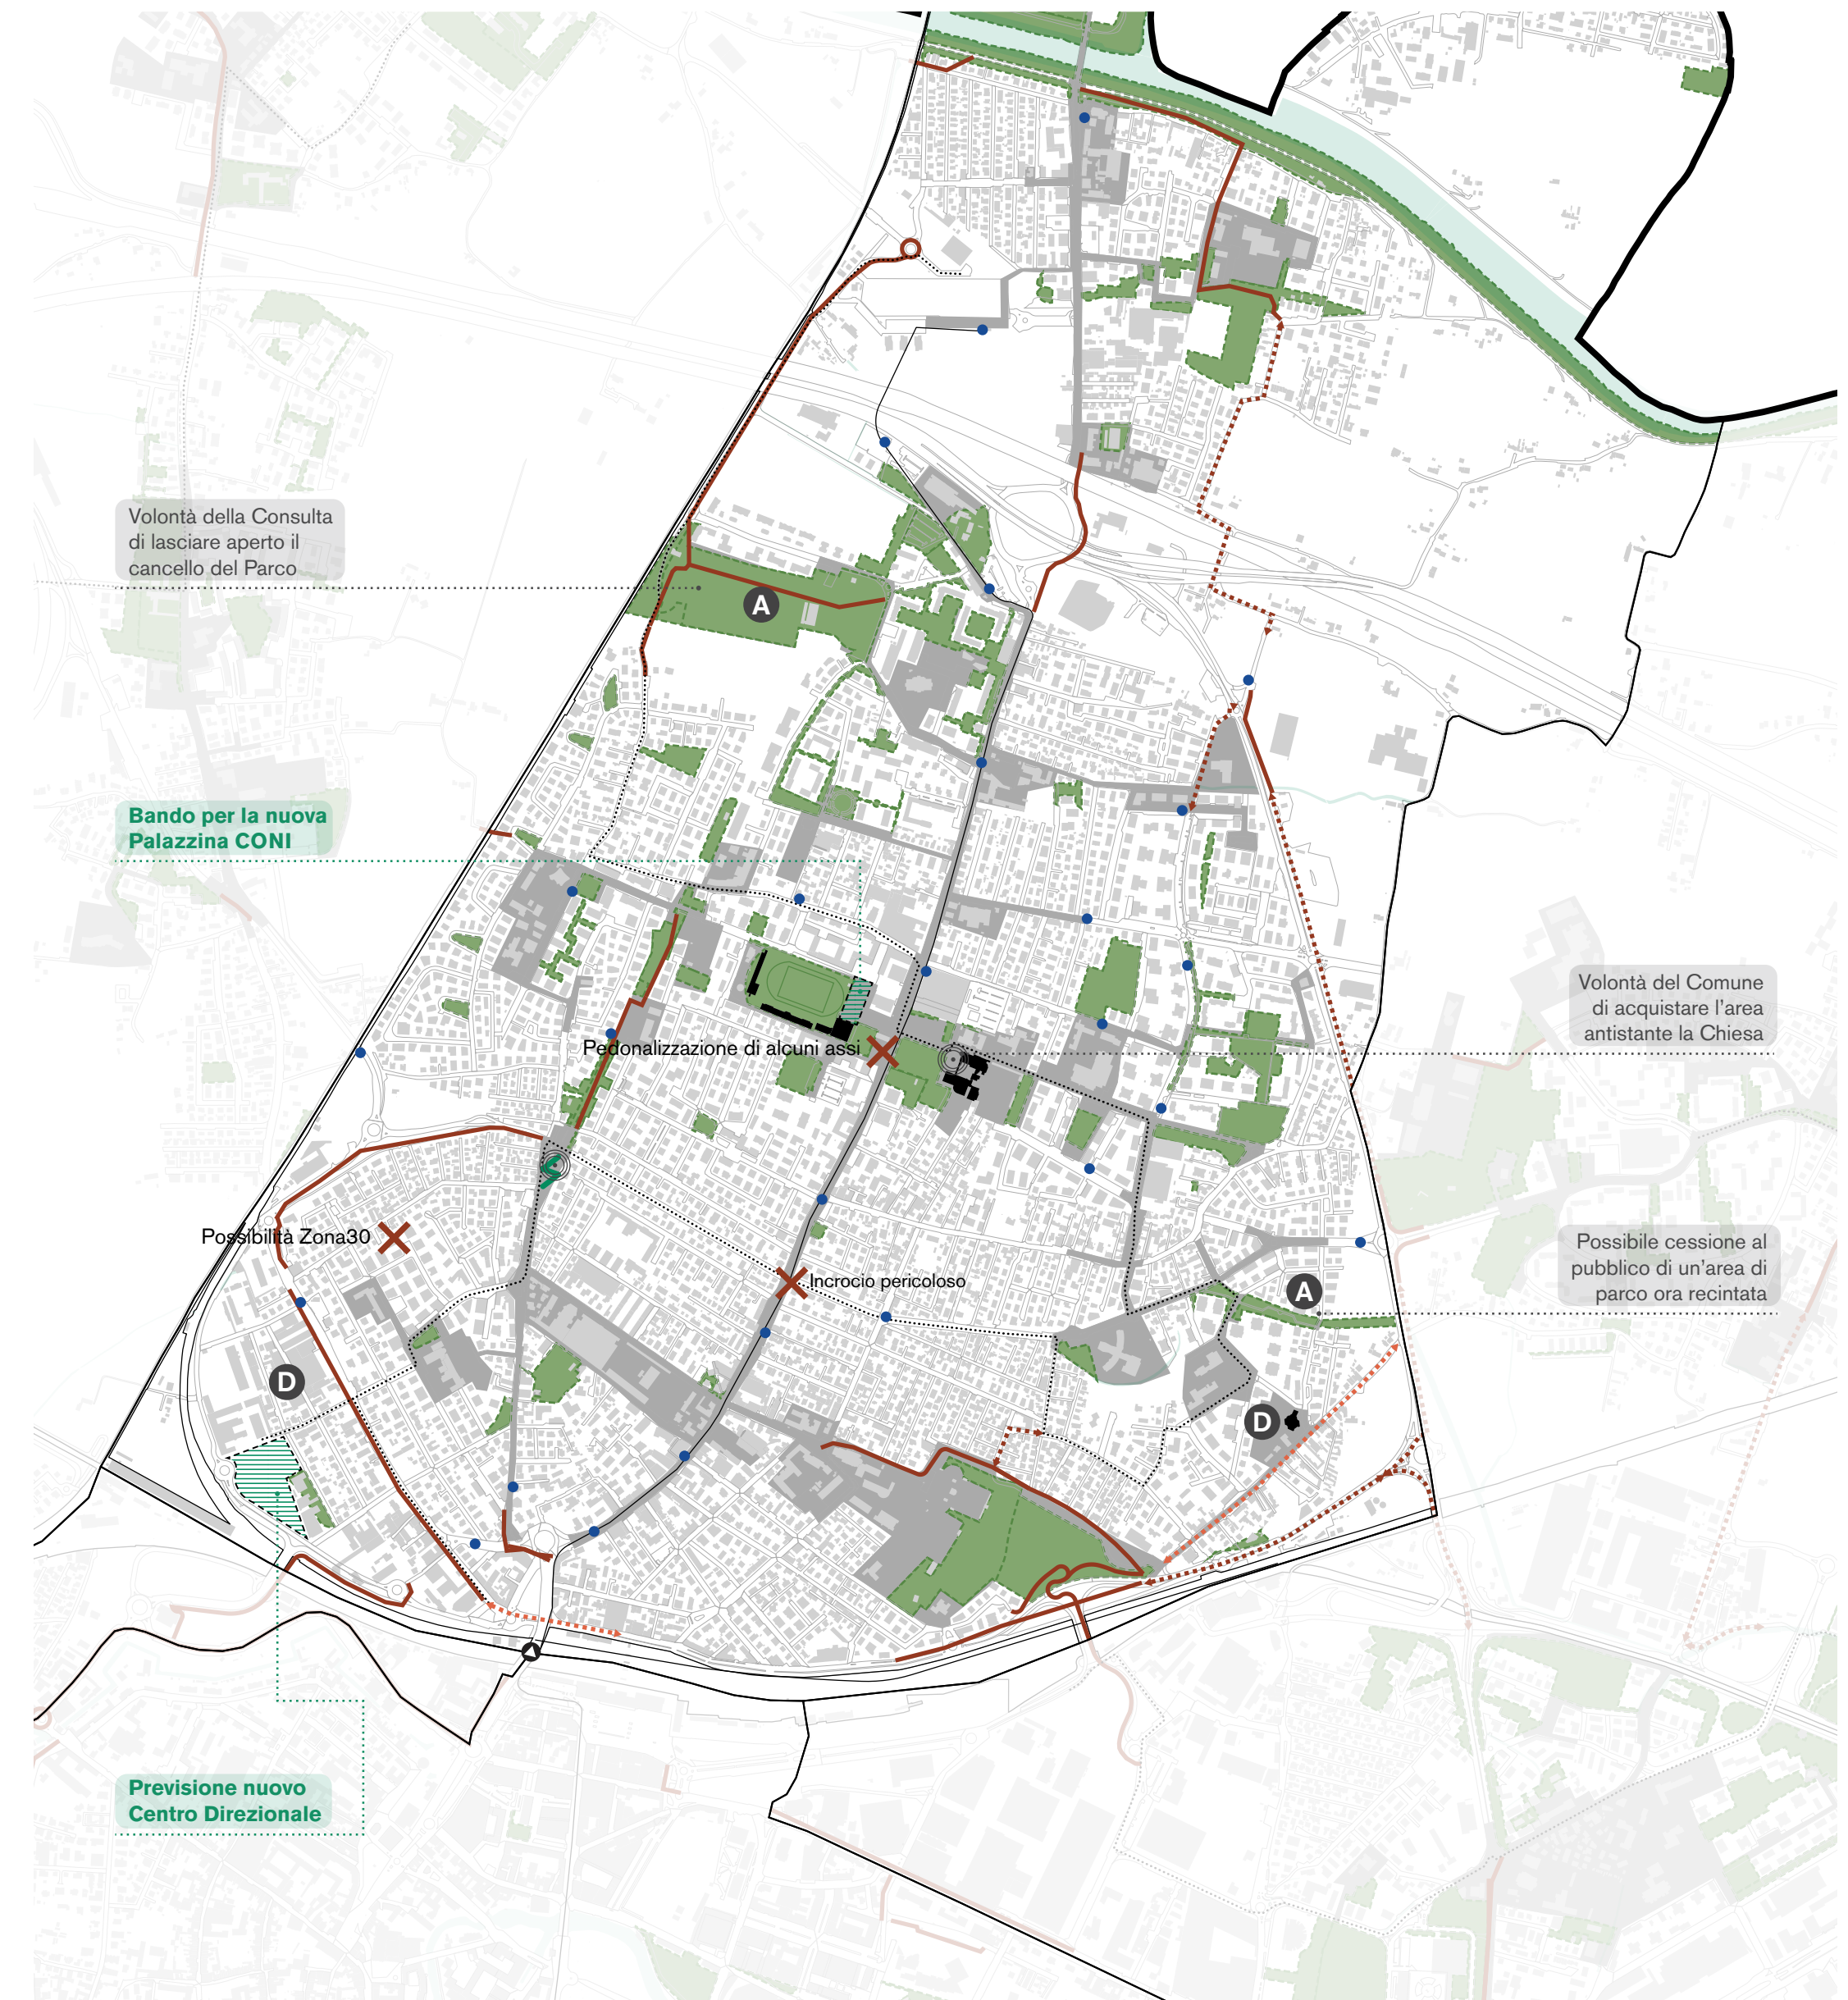 Volontà della Consulta
di lasciare aperto il
cancello del Parco
A
Bando per la nuova
Palazzina CONI
Volontà del Comune
di acquistare l'area
antistante la Chiesa
Pedonalizzazione di alcuni assi
Possibilità Zona30
Incrocio pericoloso
Possibile cessione al
pubblico di un'area di
parco ora recintata
A
D
D
Previsione nuovo
Centro Direzionale